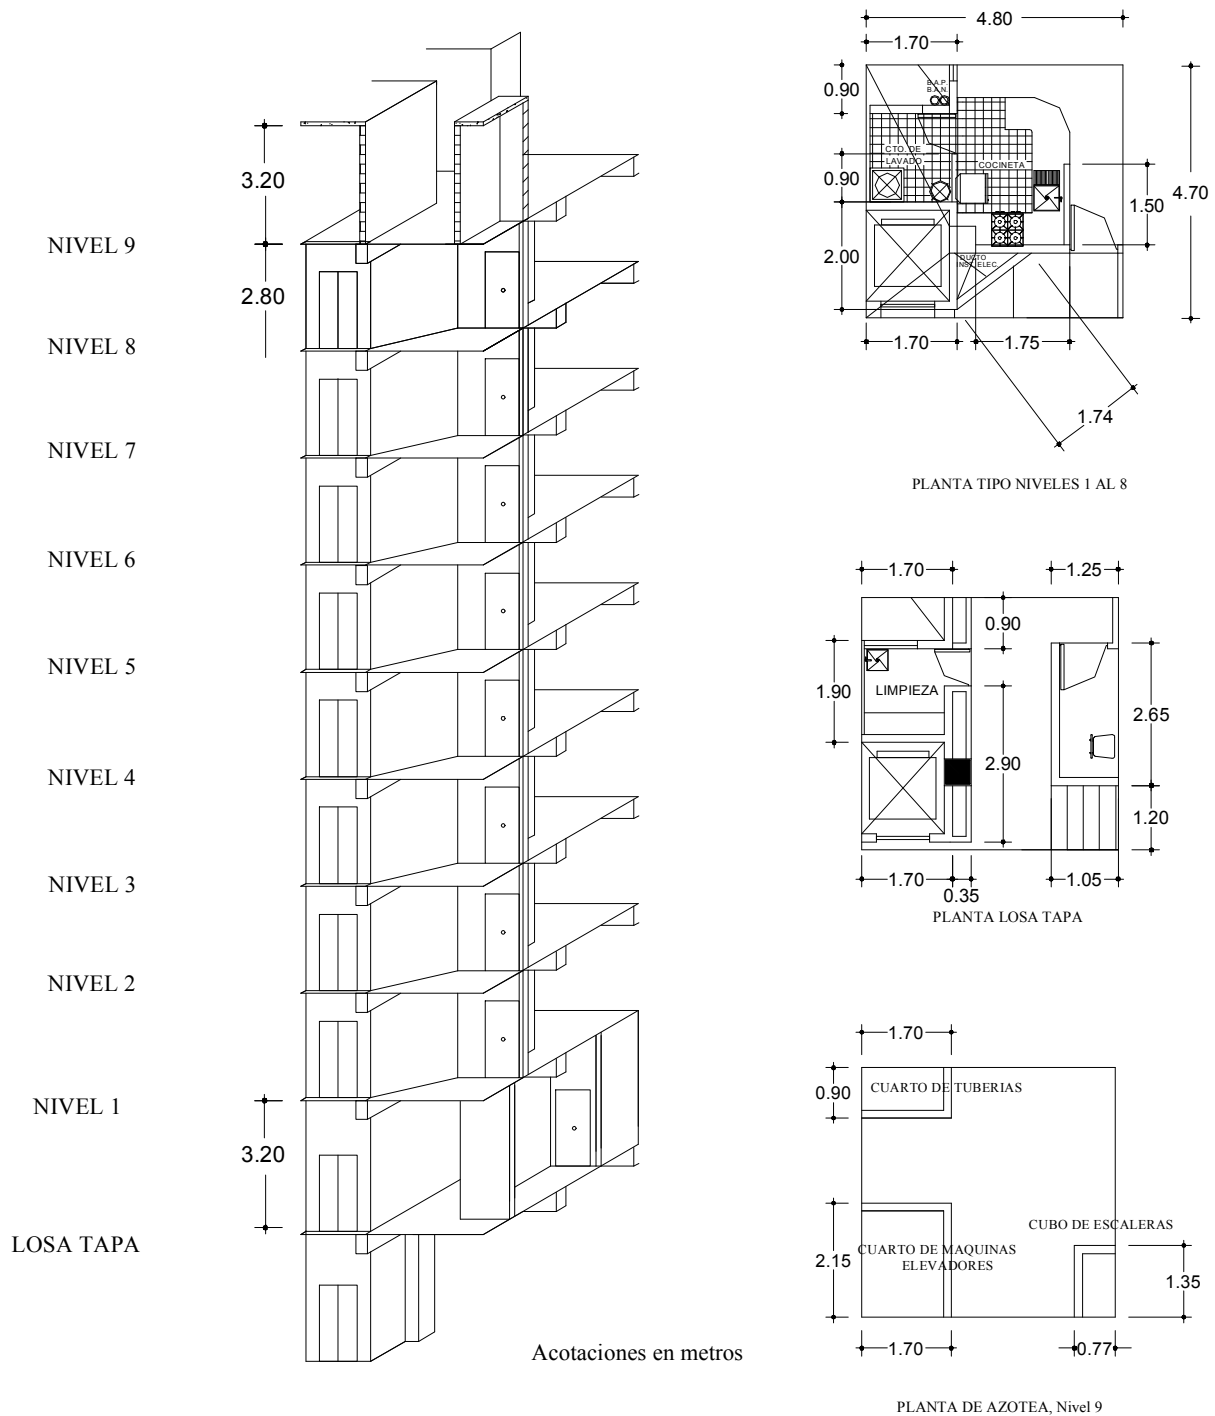 3.20
NIVEL 9
2.80
NIVEL 8
NIVEL 7
NIVEL 6
NIVEL 5
NIVEL 4
NIVEL 3
NIVEL 2
NIVEL 1
3.20
LOSA TAPA
Acotaciones en metros
4.80
1.70
0.90
B.A.P.
B.A.N.
CTO. DE
LAVADO
COCINETA
0.90
1.50
4.70
2.00
DUCTO
INST. ELEC.
1.70
1.75
1.74
PLANTA TIPO NIVELES 1 AL 8
1.70
1.25
0.90
1.90
LIMPIEZA
2.65
2.90
1.20
1.70
0.35
1.05
PLANTA LOSA TAPA
1.70
0.90
CUARTO DE TUBERIAS
CUBO DE ESCALERAS
2.15
CUARTO DE MAQUINAS
ELEVADORES
1.35
1.70
0.77
PLANTA DE AZOTEA, Nivel 9